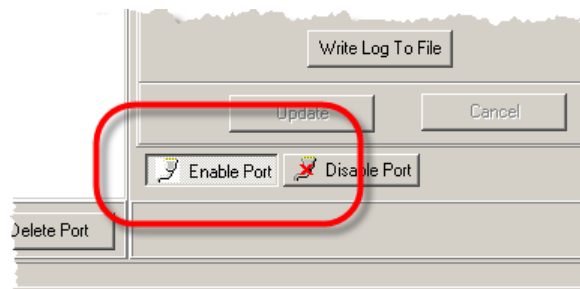 Write Log To File
Update Cancel
Enable Port Disable Port
Delete Port